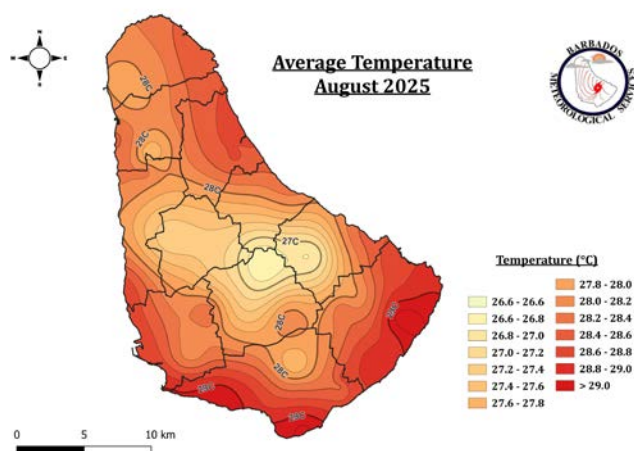 Average Temperature
August 2025
BARBADOS
METEOROLOGICAL SERVICES
N
W
E
S
28C
28C
28C
27C
29C
28C
28C
29C
29C
Temperature (°C)
26.6 - 26.6
26.6 - 26.8
26.8 - 27.0
27.0 - 27.2
27.2 - 27.4
27.4 - 27.6
27.6 - 27.8
27.8 - 28.0
28.0 - 28.2
28.2 - 28.4
28.4 - 28.6
28.6 - 28.8
28.8 - 29.0
> 29.0
0 5 10 km